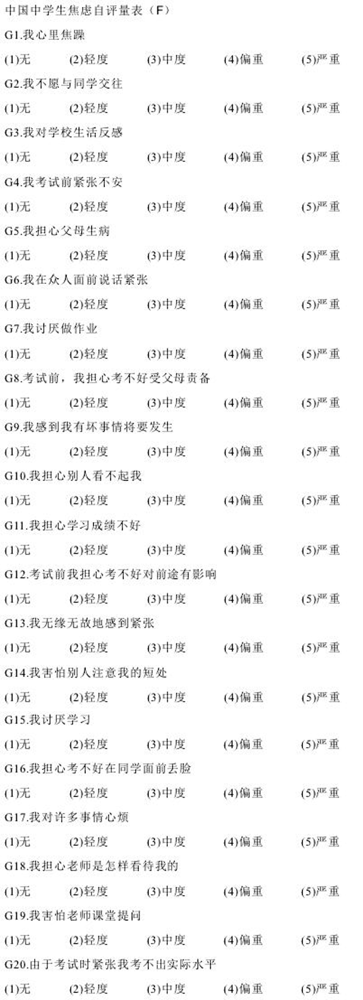 中国中学生焦虑自评量表（F）
G1.我心里焦躁
(1)无 (2)轻度 (3)中度 (4)偏重 (5)严重
G2.我不愿与同学交往
(1)无 (2)轻度 (3)中度 (4)偏重 (5)严重
G3.我对学校生活反感
(1)无 (2)轻度 (3)中度 (4)偏重 (5)严重
G4.我考试前紧张不安
(1)无 (2)轻度 (3)中度 (4)偏重 (5)严重
G5.我担心父母生病
(1)无 (2)轻度 (3)中度 (4)偏重 (5)严重
G6.我在众人面前说话紧张
(1)无 (2)轻度 (3)中度 (4)偏重 (5)严重
G7.我讨厌做作业
(1)无 (2)轻度 (3)中度 (4)偏重 (5)严重
G8.考试前，我担心考不好受父母责备
(1)无 (2)轻度 (3)中度 (4)偏重 (5)严重
G9.我感到我有坏事情将要发生
(1)无 (2)轻度 (3)中度 (4)偏重 (5)严重
G10.我担心别人看不起我
(1)无 (2)轻度 (3)中度 (4)偏重 (5)严重
G11.我担心学习成绩不好
(1)无 (2)轻度 (3)中度 (4)偏重 (5)严重
G12.考试前我担心考不好对前途有影响
(1)无 (2)轻度 (3)中度 (4)偏重 (5)严重
G13.我无缘无故地感到紧张
(1)无 (2)轻度 (3)中度 (4)偏重 (5)严重
G14.我害怕别人注意我的短处
(1)无 (2)轻度 (3)中度 (4)偏重 (5)严重
G15.我讨厌学习
(1)无 (2)轻度 (3)中度 (4)偏重 (5)严重
G16.我担心考不好在同学面前丢脸
(1)无 (2)轻度 (3)中度 (4)偏重 (5)严重
G17.我对许多事情心烦
(1)无 (2)轻度 (3)中度 (4)偏重 (5)严重
G18.我担心老师是怎样看待我的
(1)无 (2)轻度 (3)中度 (4)偏重 (5)严重
G19.我害怕老师课堂提问
(1)无 (2)轻度 (3)中度 (4)偏重 (5)严重
G20.由于考试时紧张我考不出实际水平
(1)无 (2)轻度 (3)中度 (4)偏重 (5)严重